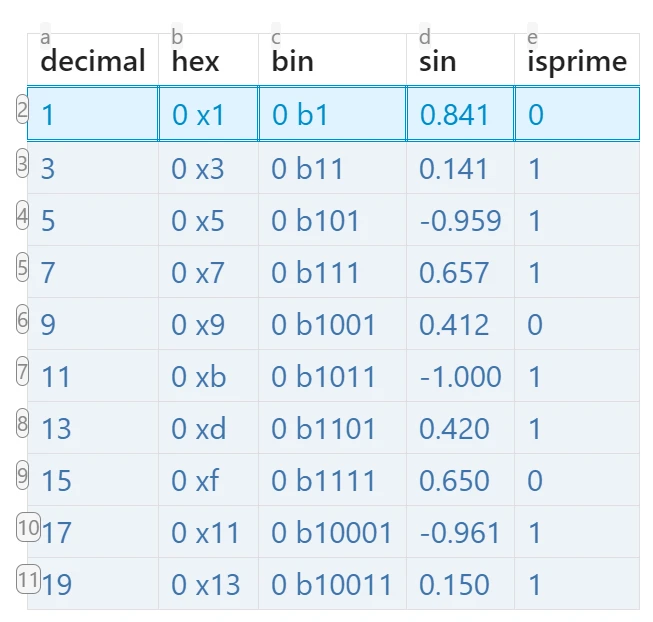 a b c d e
decimal hex bin sin isprime
2 1 0 x1 0 b1 0.841 0
3 3 0 x3 0 b11 0.141 1
4 5 0 x5 0 b101 -0.959 1
5 7 0 x7 0 b111 0.657 1
6 9 0 x9 0 b1001 0.412 0
7 11 0 xb 0 b1011 -1.000 1
8 13 0 xd 0 b1101 0.420 1
9 15 0 xf 0 b1111 0.650 0
10 17 0 x11 0 b10001 -0.961 1
11 19 0 x13 0 b10011 0.150 1